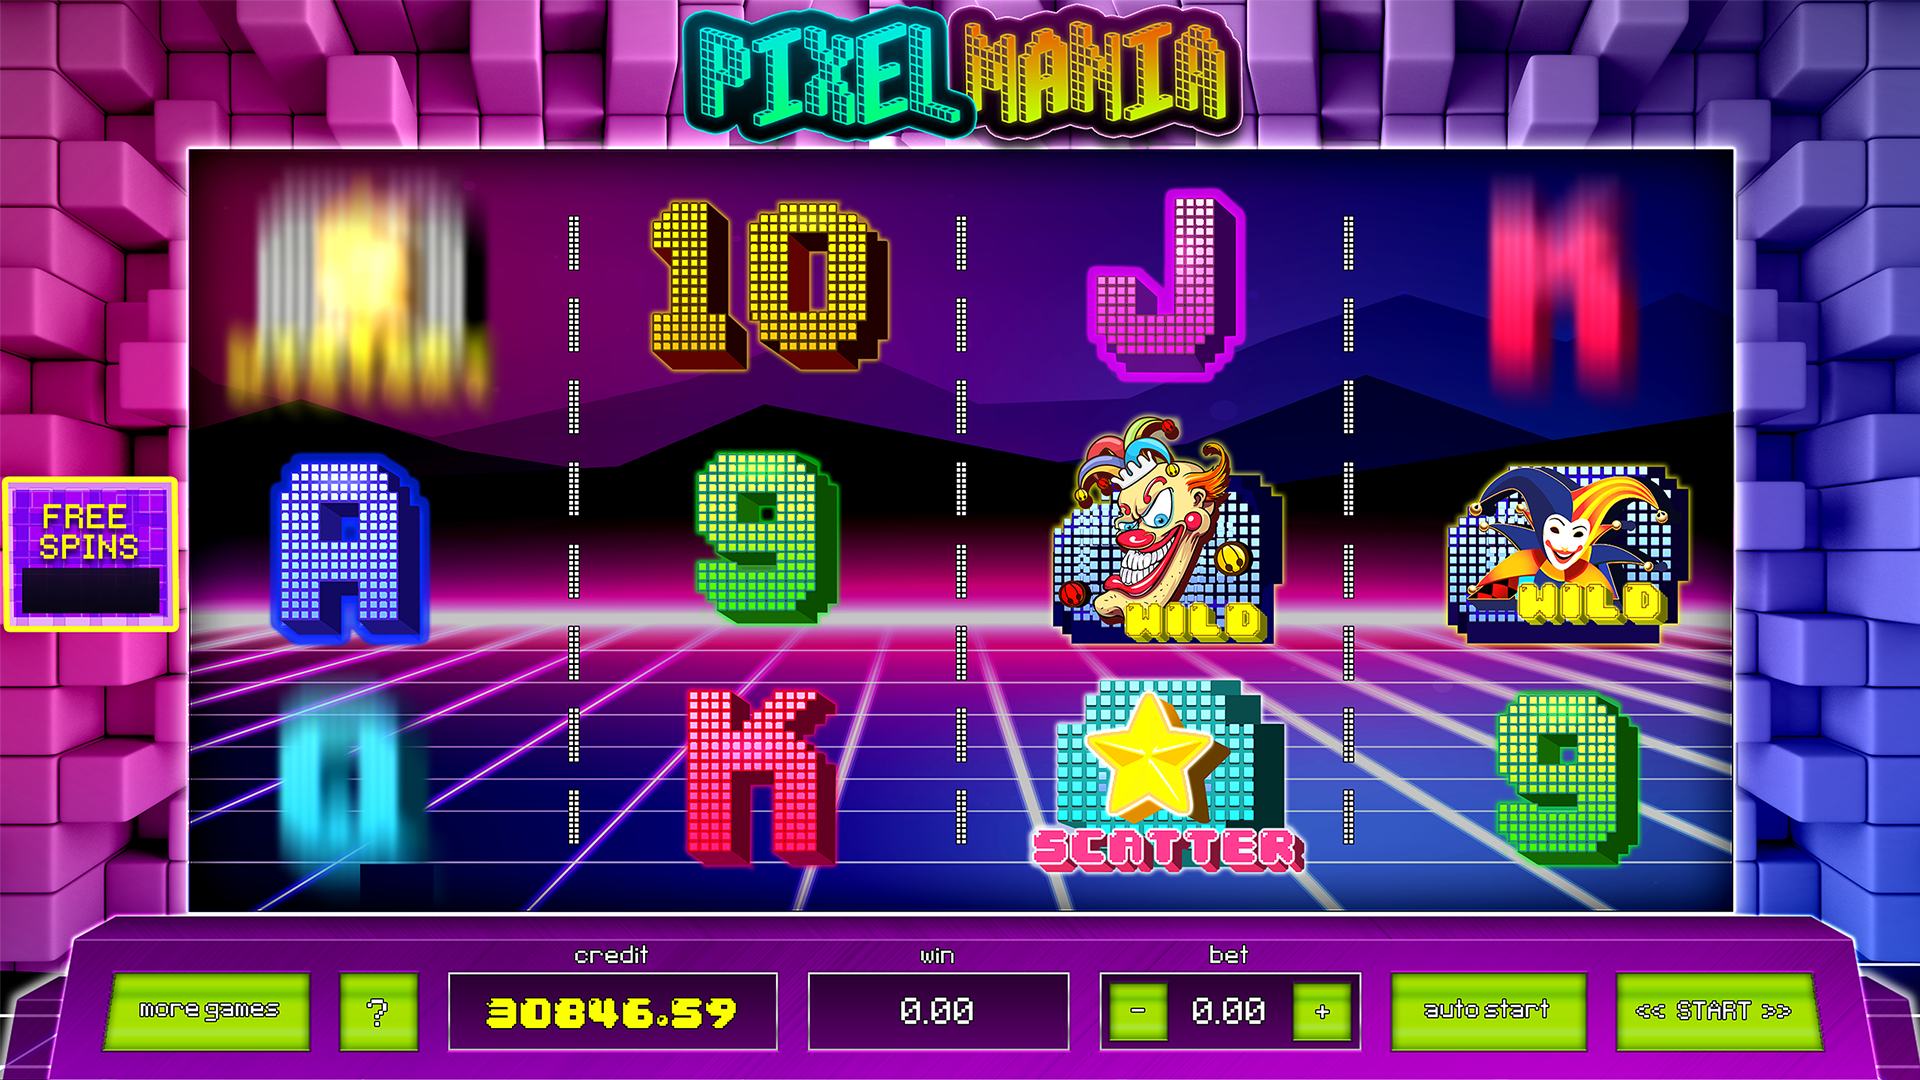 PIXEL MANIA
10 J K
A 9 WILD WILD
FREE
SPINS
Q K SCATTER 9
credit win bet
more games ? 30846.59 0.00 - 0.00 + auto start << START >>